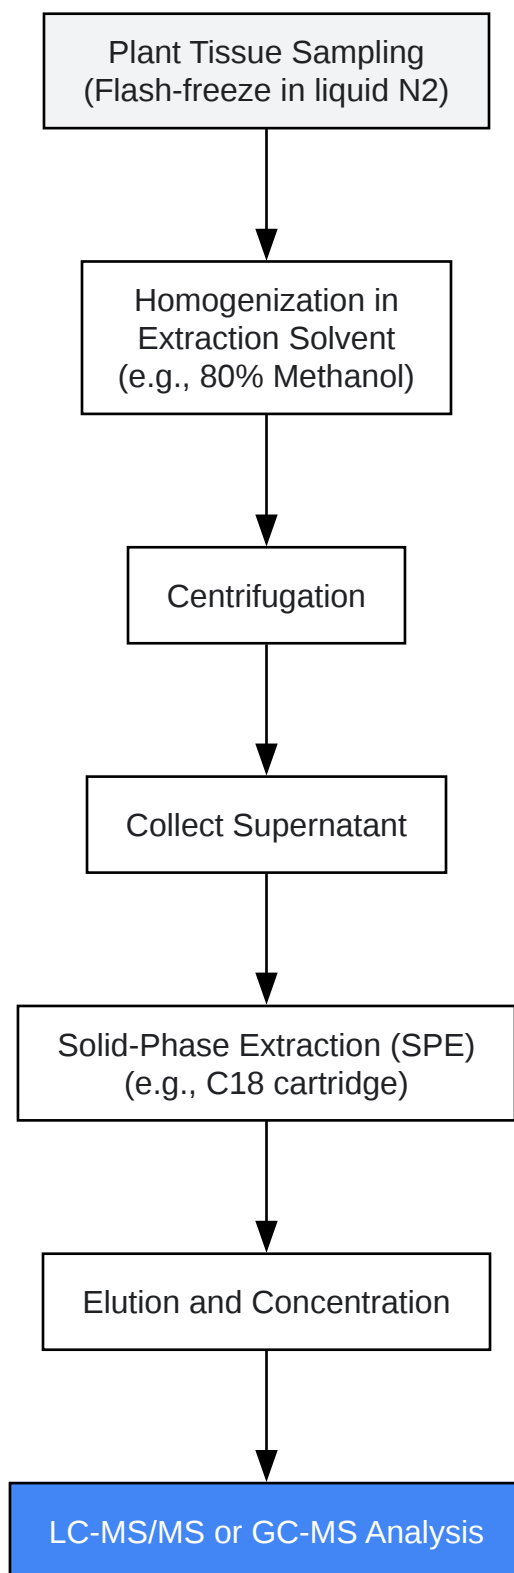 Plant Tissue Sampling
(Flash-freeze in liquid N2)
Homogenization in
Extraction Solvent
(e.g., 80% Methanol)
Centrifugation
Collect Supernatant
Solid-Phase Extraction (SPE)
(e.g., C18 cartridge)
Elution and Concentration
LC-MS/MS or GC-MS Analysis